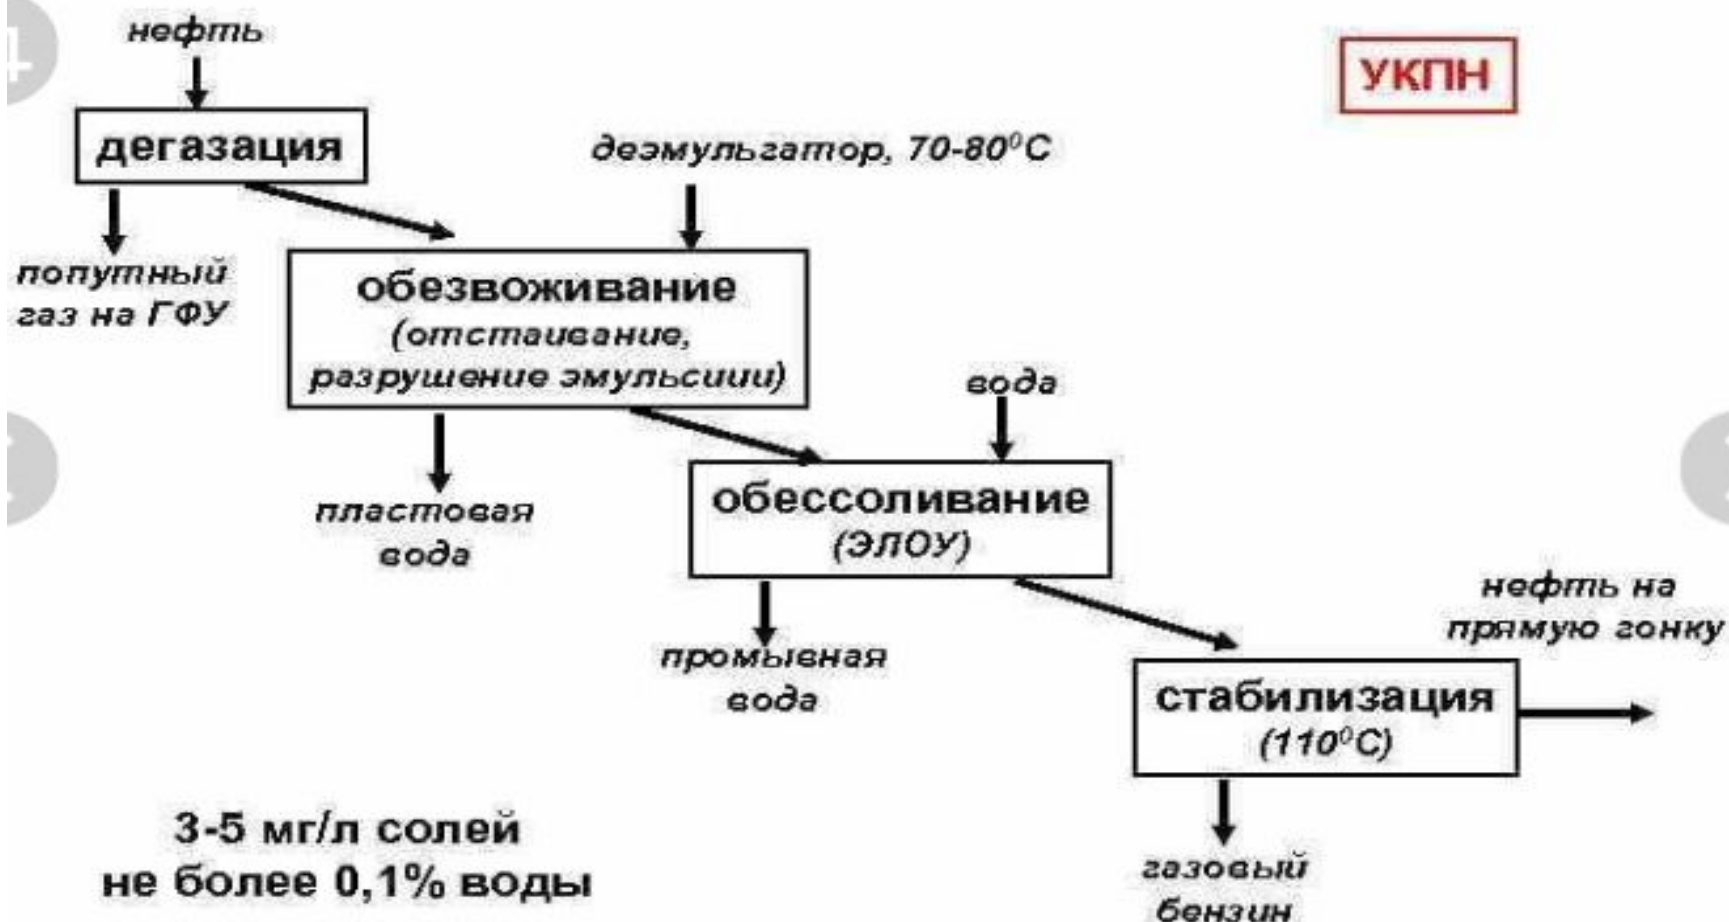 нефть
УКПН
дегазация
деэмульгатор, 70-80⁰С
попутный
газ на ГФУ
обезвоживание
(отстаивание,
разрушение эмульсиии)
вода
пластовая
вода
обессоливание
(ЭЛОУ)
промывная
вода
нефть на
прямую гонку
стабилизация
(110⁰С)
газовый
бензин
3-5 мг/л солей
не более 0,1% воды